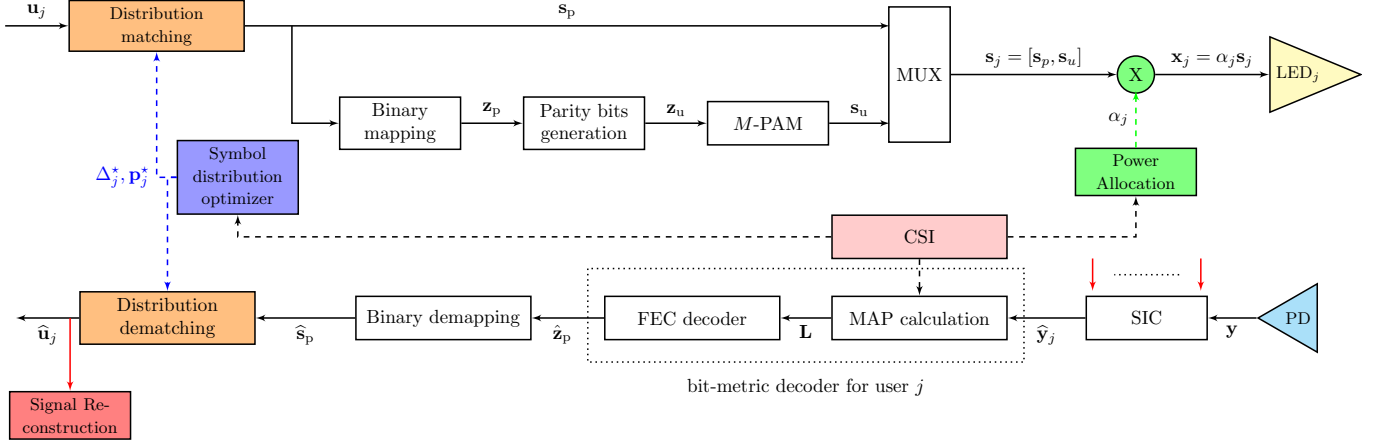 u_j
Distribution
matching
s_p
MUX
s_j = [s_p, s_u]
X
x_j = α_j s_j
LED_j
Binary
mapping
z_p
Parity bits
generation
z_u
M-PAM
s_u
α_j
Power
Allocation
Δ_j^⋆, p_j^⋆
Symbol
distribution
optimizer
CSI
..............
Distribution
dematching
û_j
ŝ_p
Binary demapping
ẑ_p
FEC decoder
L
MAP calculation
ŷ_j
SIC
y
PD
bit-metric decoder for user j
Signal Re-
construction